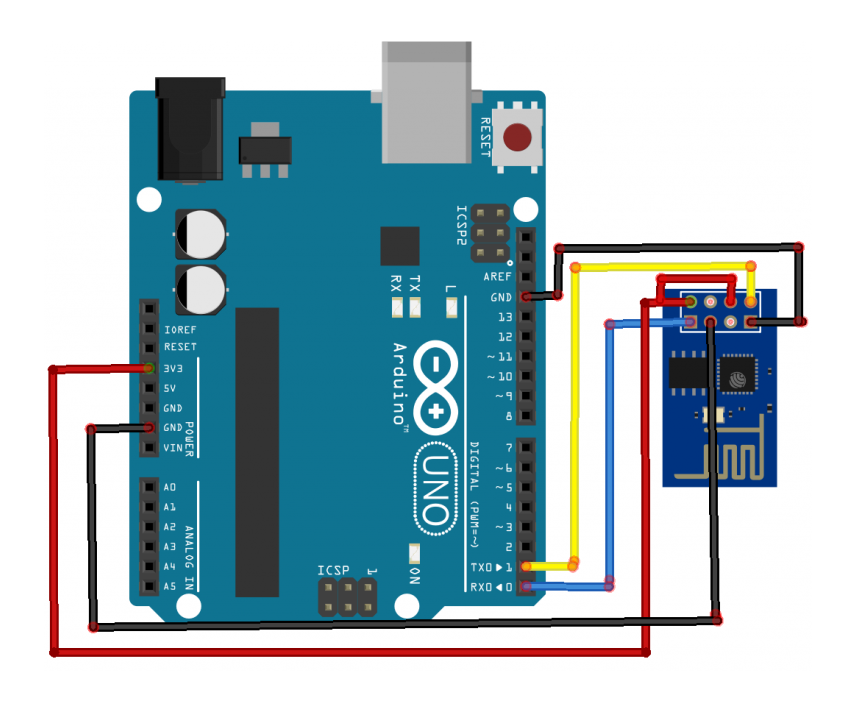 RESET
ICSP2
AREF
GND
13
12
~11
~10
~9
8
RX
TX
L
IOREF
RESET
3V3
5V
GND
GND
VIN
POWER
Arduino™
UNO
DIGITAL (PWM=~)
7
~6
~5
4
~3
2
TX0▶1
RX0◀0
A0
A1
A2
A3
A4
A5
ANALOG IN
ON
ICSP
1